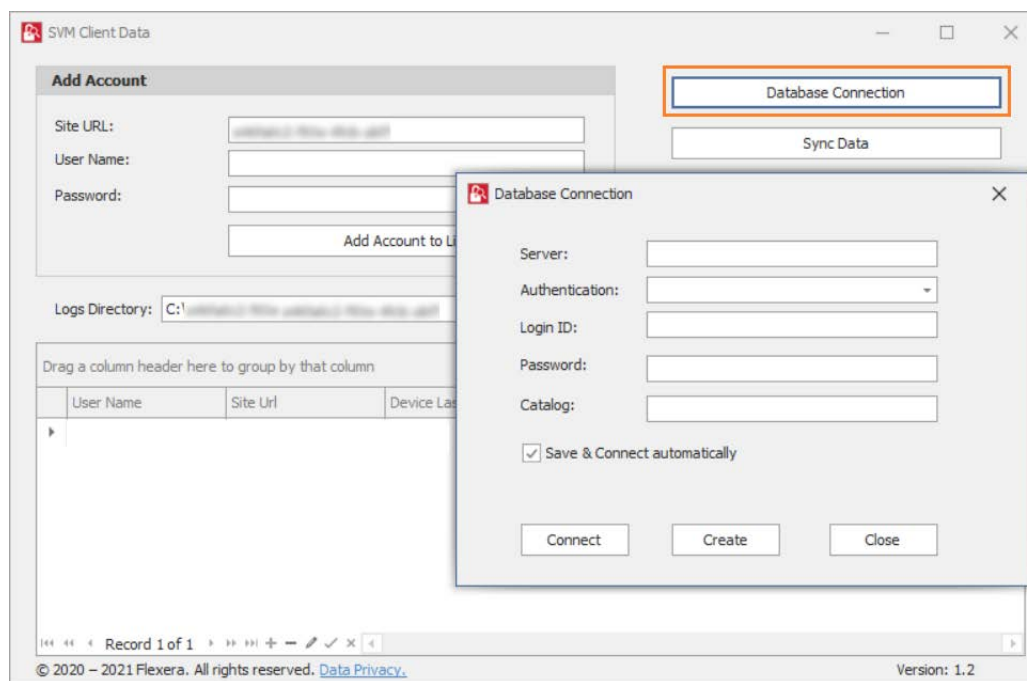 SVM Client Data
Add Account
Database Connection
Site URL:
Sync Data
User Name:
Password:
Add Account to Li
Logs Directory: C:\
Drag a column header here to group by that column
User Name Site Url Device Las
Database Connection
Server:
Authentication:
Login ID:
Password:
Catalog:
Save & Connect automatically
Connect Create Close
Record 1 of 1
© 2020 – 2021 Flexera. All rights reserved. Data Privacy.
Version: 1.2